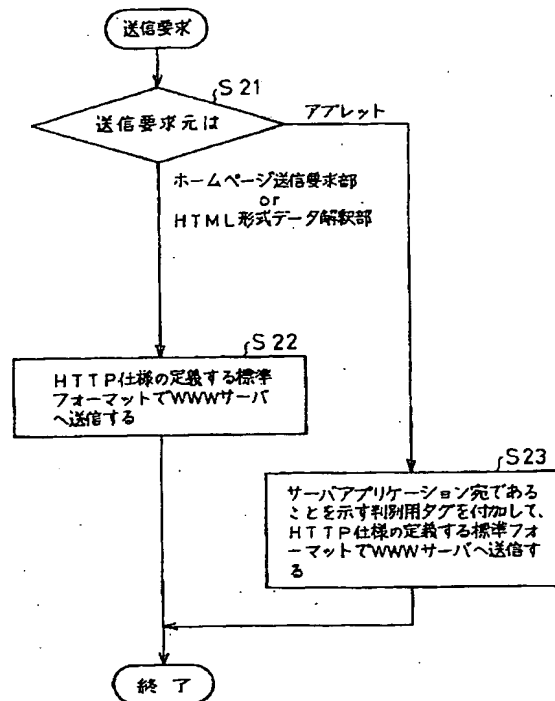 送信要求
S21
送信要求元は
アプレット
ホームページ送信要求部
or
HTML形式データ解釈部
S22
HTTP仕様の定義する標準
フォーマットでWWWサーバ
へ送信する
S23
サーバアプリケーション宛である
ことを示す判別用タグを付加して、
HTTP仕様の定義する標準フォ
ーマットでWWWサーバへ送信す
る
終了